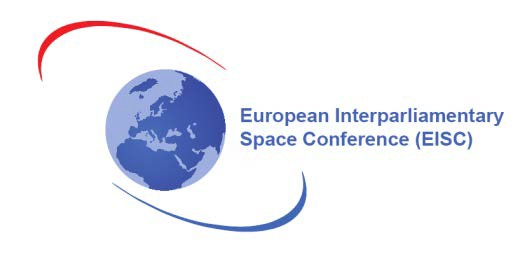 European Interparliamentary
Space Conference (EISC)